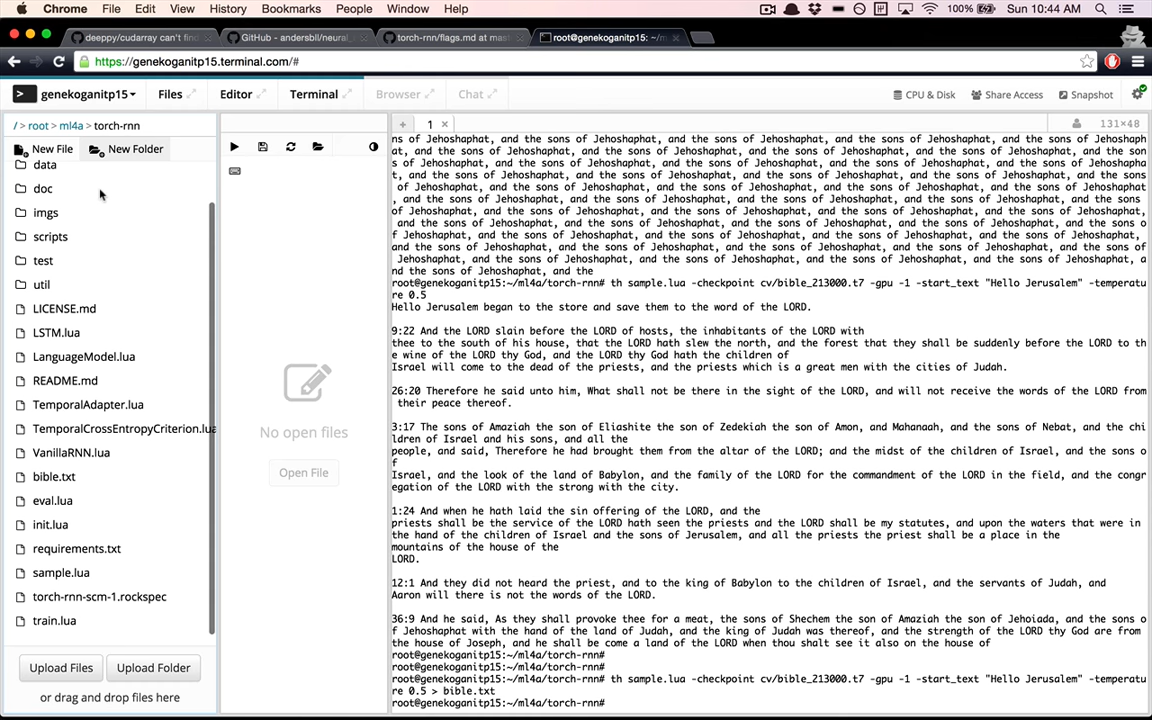 Chrome File Edit View History Bookmarks People Window Help 100% Sun 10:44 AM
deeppy/cudarray can't find
GitHub - andersbll/neural_
torch-rnn/flags.md at mas
root@genekoganitp15: ~/m
https://genekoganitp15.terminal.com/#
genekoganitp15 Files Editor Terminal Browser Chat CPU & Disk Share Access Snapshot
/ > root > ml4a > torch-rnn
New File New Folder
data
doc
imgs
scripts
test
util
LICENSE.md
LSTM.lua
LanguageModel.lua
README.md
TemporalAdapter.lua
TemporalCrossEntropyCriterion.lua
VanillaRNN.lua
bible.txt
eval.lua
init.lua
requirements.txt
sample.lua
torch-rnn-scm-1.rockspec
train.lua
Upload Files Upload Folder
or drag and drop files here
No open files
Open File
+ 1 × 131×48
ns of Jehoshaphat, and the sons of Jehoshaphat, and the sons of Jehoshaphat, and the sons of Jehoshaphat, and the sons of Jehoshaph
at, and the sons of Jehoshaphat, and the sons of Jehoshaphat, and the sons of Jehoshaphat, and the sons of Jehoshaphat, and the son
s of Jehoshaphat, and the sons of Jehoshaphat, and the sons of Jehoshaphat, and the sons of Jehoshaphat, and the sons of Jehoshapha
t, and the sons of Jehoshaphat, and the sons of Jehoshaphat, and the sons of Jehoshaphat, and the sons of Jehoshaphat, and the sons
 of Jehoshaphat, and the sons of Jehoshaphat, and the sons of Jehoshaphat, and the sons of Jehoshaphat, and the sons of Jehoshaphat
, and the sons of Jehoshaphat, and the sons of Jehoshaphat, and the sons of Jehoshaphat, and the sons of Jehoshaphat, and the sons
of Jehoshaphat, and the sons of Jehoshaphat, and the sons of Jehoshaphat, and the sons of Jehoshaphat, and the sons of Jehoshaphat,
 and the sons of Jehoshaphat, and the sons of Jehoshaphat, and the sons of Jehoshaphat, and the sons of Jehoshaphat, and the sons o
f Jehoshaphat, and the sons of Jehoshaphat, and the sons of Jehoshaphat, and the sons of Jehoshaphat, and the sons of Jehoshaphat,
and the sons of Jehoshaphat, and the sons of Jehoshaphat, and the sons of Jehoshaphat, and the sons of Jehoshaphat, and the sons of
 Jehoshaphat, and the sons of Jehoshaphat, and the sons of Jehoshaphat, and the sons of Jehoshaphat, and the sons of Jehoshaphat, a
nd the sons of Jehoshaphat, and the
root@genekoganitp15:~/ml4a/torch-rnn# th sample.lua -checkpoint cv/bible_213000.t7 -gpu -1 -start_text "Hello Jerusalem" -temperatu
re 0.5
Hello Jerusalem began to the store and save them to the word of the LORD.
9:22 And the LORD slain before the LORD of hosts, the inhabitants of the LORD with
thee to the south of his house, that the LORD hath slew the north, and the forest that they shall be suddenly before the LORD to th
e wine of the LORD thy God, and the LORD thy God hath the children of
Israel will come to the dead of the priests, and the priests which is a great men with the cities of Judah.
26:20 Therefore he said unto him, What shall not be there in the sight of the LORD, and will not receive the words of the LORD from
 their peace thereof.
3:17 The sons of Amaziah the son of Eliashite the son of Zedekiah the son of Amon, and Mahanaah, and the sons of Nebat, and the chi
ldren of Israel and his sons, and all the
people, and said, Therefore he had brought them from the altar of the LORD; and the midst of the children of Israel, and the sons o
f
Israel, and the look of the land of Babylon, and the family of the LORD for the commandment of the LORD in the field, and the congr
egation of the LORD with the strong with the city.
1:24 And when he hath laid the sin offering of the LORD, and the
priests shall be the service of the LORD hath seen the priests and the LORD shall be my statutes, and upon the waters that were in
the hand of the children of Israel and the sons of Jerusalem, and all the priests the priest shall be a place in the
mountains of the house of the
LORD.
12:1 And they did not heard the priest, and to the king of Babylon to the children of Israel, and the servants of Judah, and
Aaron will there is not the words of the LORD.
36:9 And he said, As they shall provoke thee for a meat, the sons of Shechem the son of Amaziah the son of Jehoiada, and the sons o
f Jehoshaphat with the hand of the land of Judah, and the king of Judah was thereof, and the strength of the LORD thy God are from
the house of Joseph, and he shall be come a land of the LORD when thou shalt see it also on the house of
root@genekoganitp15:~/ml4a/torch-rnn#
root@genekoganitp15:~/ml4a/torch-rnn#
root@genekoganitp15:~/ml4a/torch-rnn# th sample.lua -checkpoint cv/bible_213000.t7 -gpu -1 -start_text "Hello Jerusalem" -temperatu
re 0.5 > bible.txt
root@genekoganitp15:~/ml4a/torch-rnn#